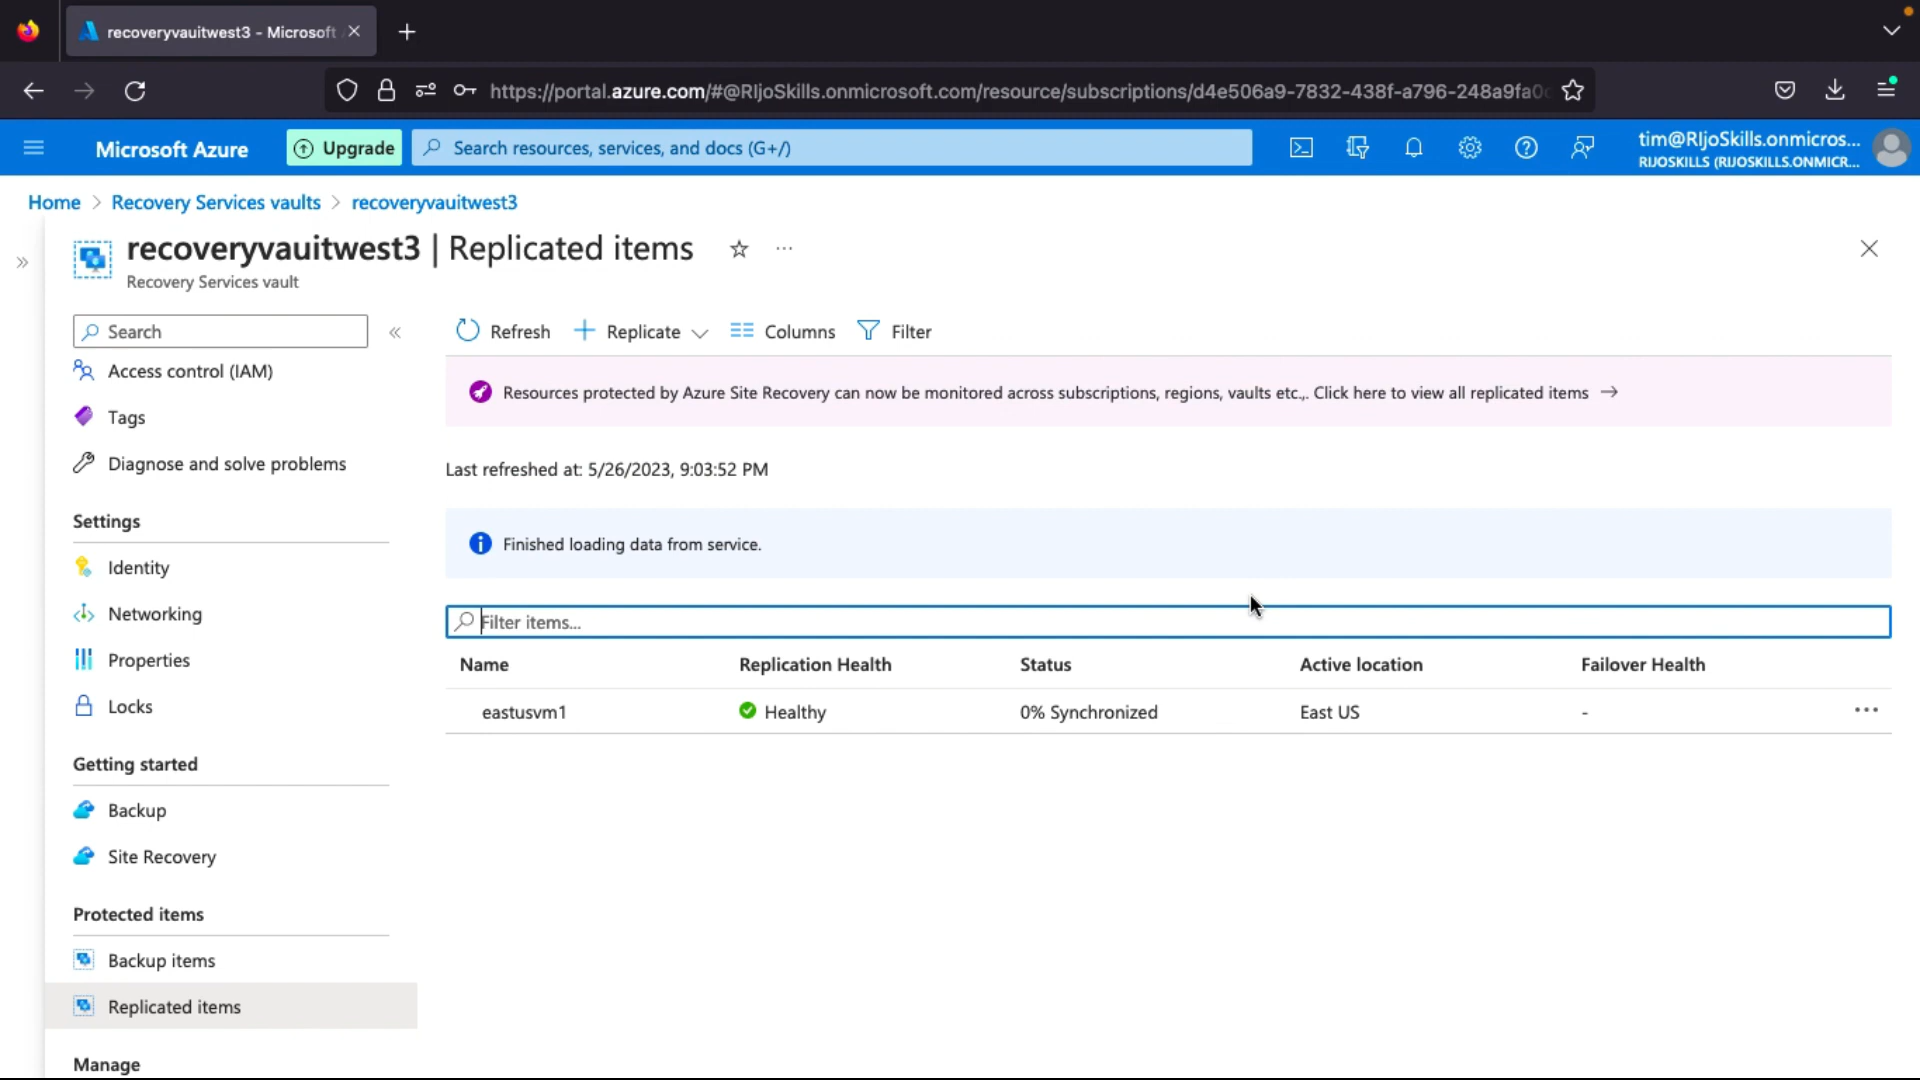 recoveryvauitwest3 - Microsoft
https://portal.azure.com/#@RIjoSkills.onmicrosoft.com/resource/subscriptions/d4e506a9-7832-438f-a796-248a9fa0
Microsoft Azure
Upgrade
Search resources, services, and docs (G+/)
tim@RIjoSkills.onmicros...
RIJOSKILLS (RIJOSKILLS.ONMICR...
Home > Recovery Services vaults > recoveryvauitwest3
recoveryvauitwest3 | Replicated items
Recovery Services vault
Search
Access control (IAM)
Tags
Diagnose and solve problems
Settings
Identity
Networking
Properties
Locks
Getting started
Backup
Site Recovery
Protected items
Backup items
Replicated items
Manage
Refresh Replicate Columns Filter
Resources protected by Azure Site Recovery can now be monitored across subscriptions, regions, vaults etc.,. Click here to view all replicated items →
Last refreshed at: 5/26/2023, 9:03:52 PM
Finished loading data from service.
Filter items...
Name Replication Health Status Active location Failover Health
eastusvm1 Healthy 0% Synchronized East US -